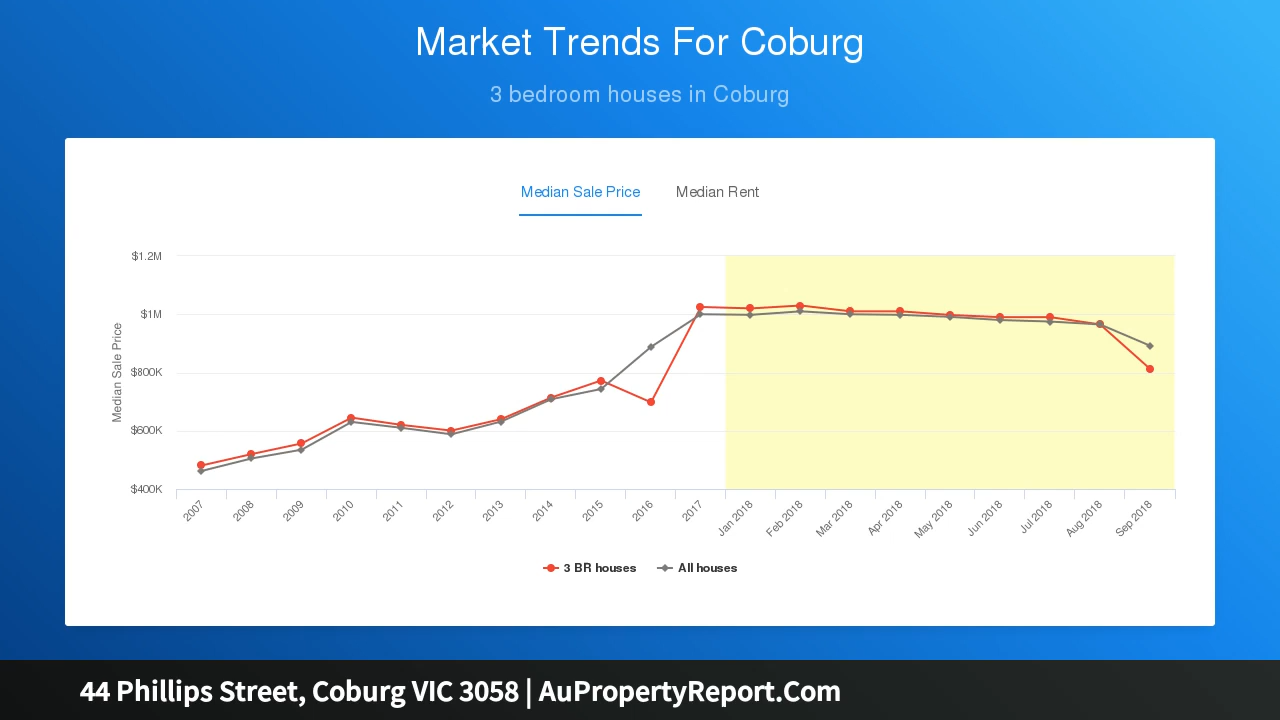 Market Trends For Coburg
3 bedroom houses in Coburg
Median Sale Price Median Rent
Median Sale Price
$1.2M
$1M
$800K
$600K
$400K
2007 2008 2009 2010 2011 2012 2013 2014 2015 2016 2017 Jan 2018 Feb 2018 Mar 2018 Apr 2018 May 2018 Jun 2018 Jul 2018 Aug 2018 Sep 2018
3 BR houses All houses
44 Phillips Street, Coburg VIC 3058 | AuPropertyReport.Com